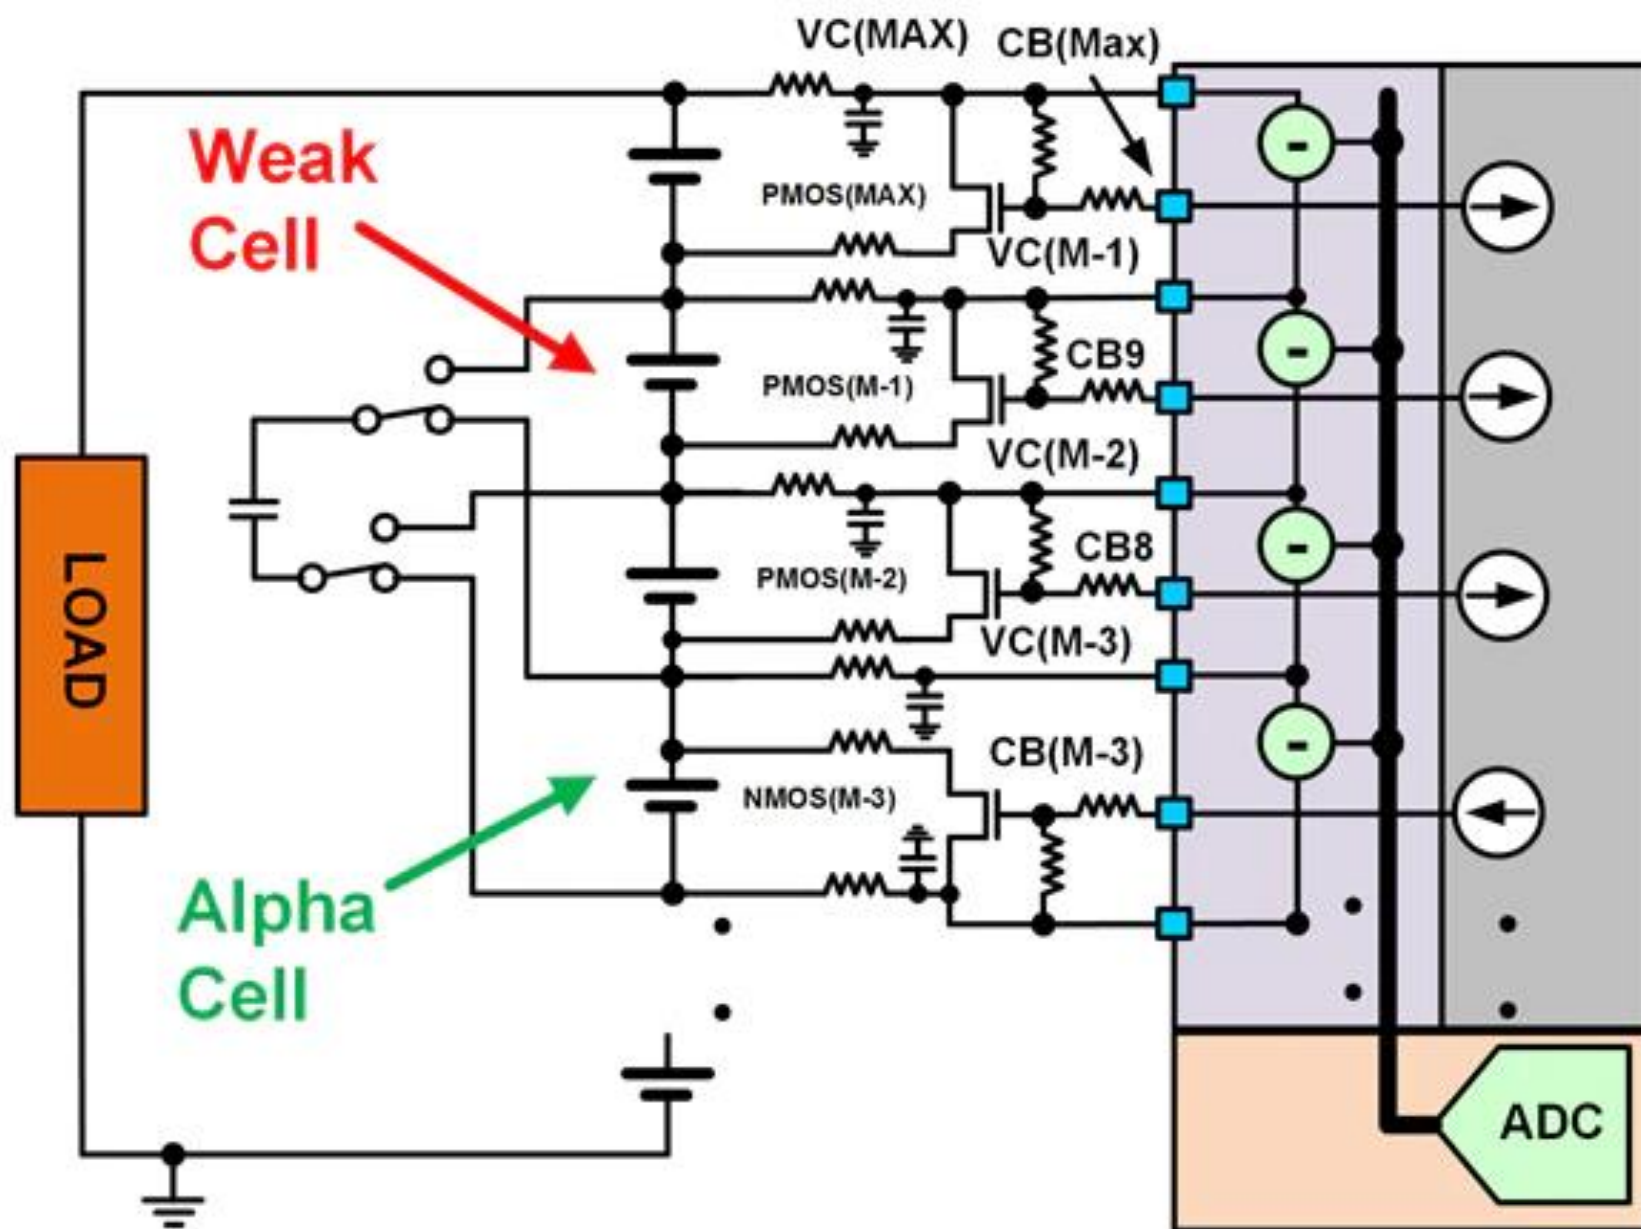 VC(MAX)
CB(Max)
Weak
Cell
PMOS(MAX)
VC(M-1)
CB9
PMOS(M-1)
VC(M-2)
CB8
PMOS(M-2)
VC(M-3)
LOAD
CB(M-3)
NMOS(M-3)
Alpha
Cell
ADC
-
-
-
-